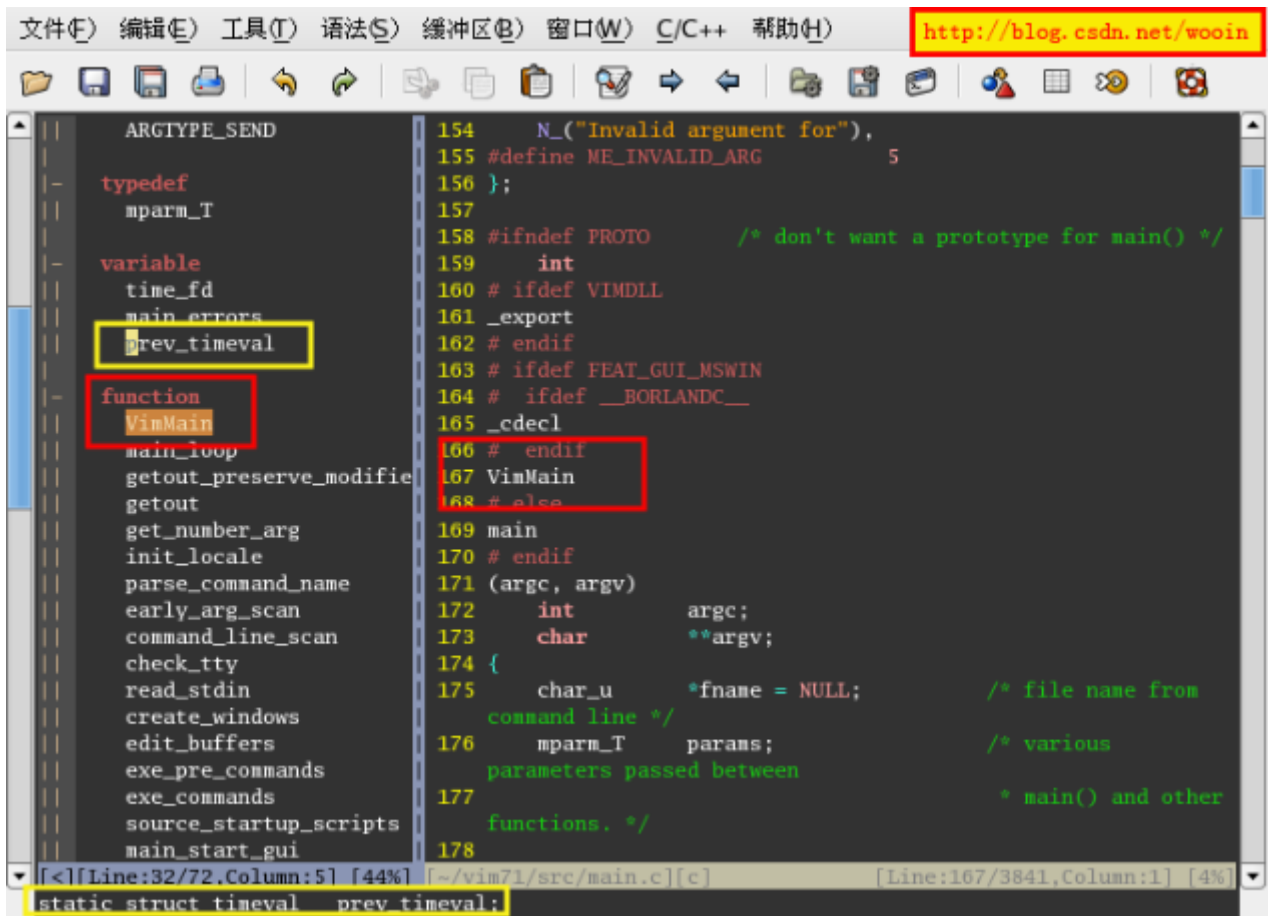 文件(F) 编辑(E) 工具(T) 语法(S) 缓冲区(B) 窗口(W) C/C++ 帮助(H)
http://blog.csdn.net/wooin
|| ARGTYPE_SEND
|
|- typedef
|| mparm_T
|
|- variable
|| time_fd
|| main_errors
|| prev_timeval
|
|- function
|| VimMain
|| main_loop
|| getout_preserve_modifie
|| getout
|| get_number_arg
|| init_locale
|| parse_command_name
|| early_arg_scan
|| command_line_scan
|| check_tty
|| read_stdin
|| create_windows
|| edit_buffers
|| exe_pre_commands
|| exe_commands
|| source_startup_scripts
|| main_start_gui
[<][Line:32/72,Column:5] [44%]
154 N_("Invalid argument for"),
155 #define ME_INVALID_ARG 5
156 };
157
158 #ifndef PROTO /* don't want a prototype for main() */
159 int
160 # ifdef VIMDLL
161 _export
162 # endif
163 # ifdef FEAT_GUI_MSWIN
164 # ifdef __BORLANDC__
165 _cdecl
166 # endif
167 VimMain
168 # else
169 main
170 # endif
171 (argc, argv)
172 int argc;
173 char **argv;
174 {
175 char_u *fname = NULL; /* file name from
command line */
176 mparm_T params; /* various
parameters passed between
177 * main() and other
functions. */
178
[~/vim71/src/main.c][c] [Line:167/3841,Column:1] [4%]
static struct timeval prev_timeval;